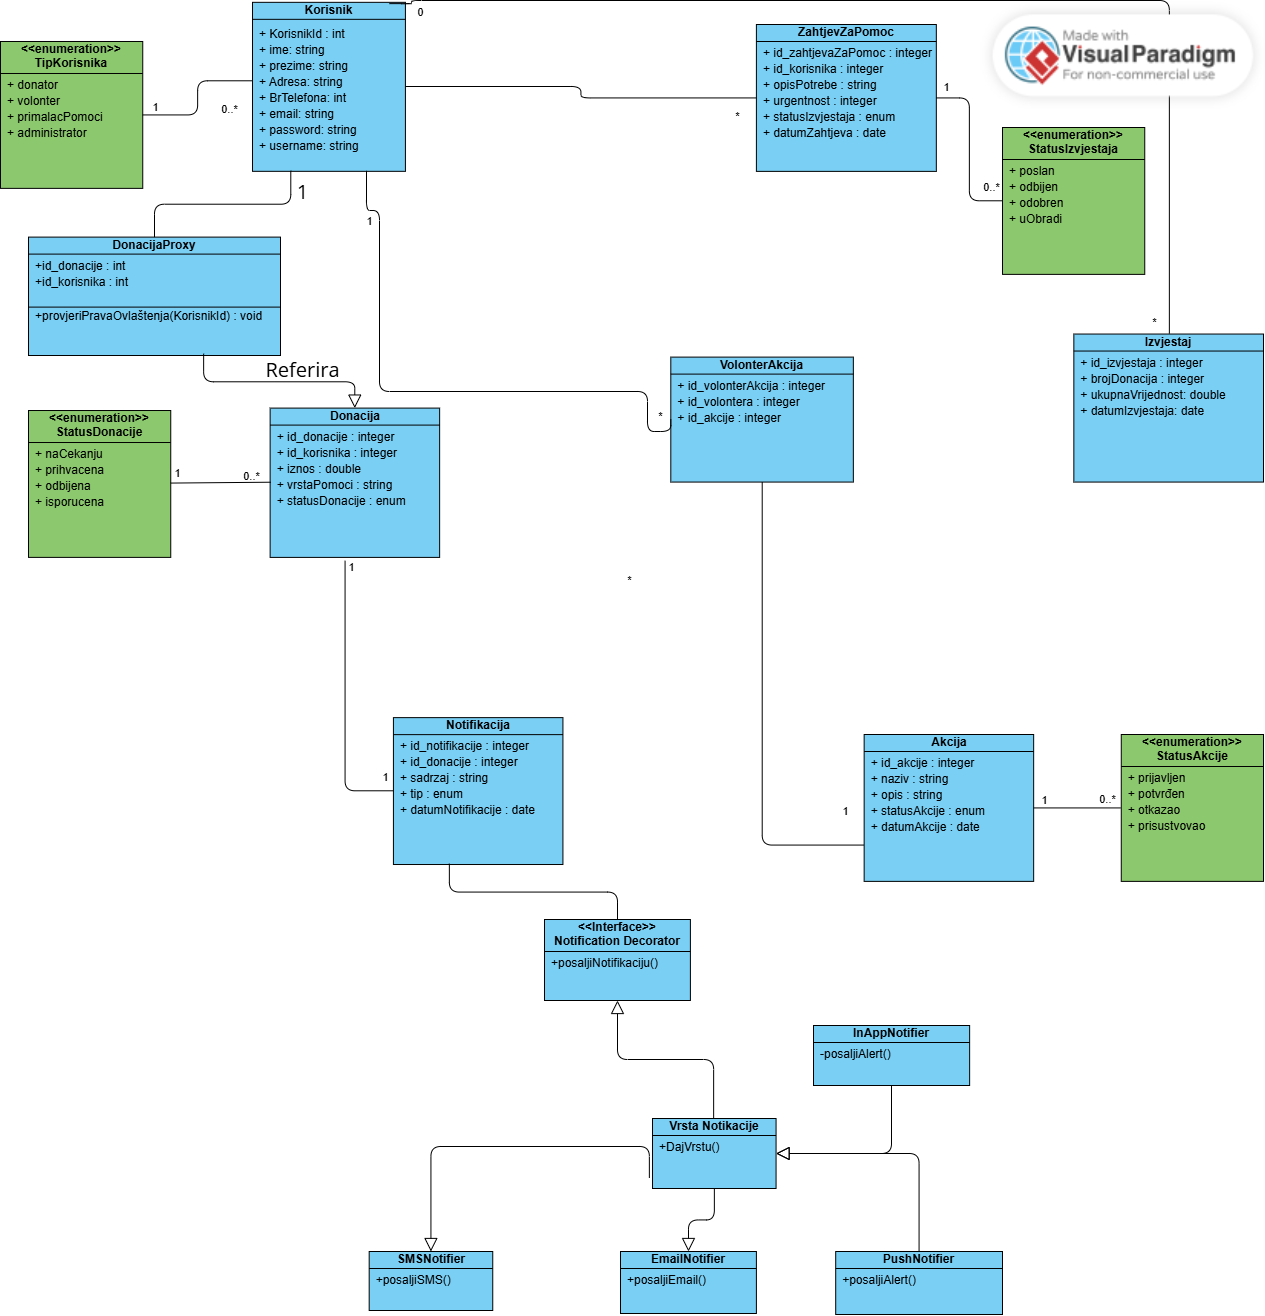 Korisnik
+ KorisnikId : int
+ ime: string
+ prezime: string
+ Adresa: string
+ BrTelefona: int
+ email: string
+ password: string
+ username: string
0
<<enumeration>>
TipKorisnika
+ donator
+ volonter
+ primalacPomoci
+ administrator
1
0..*
ZahtjevZaPomoc
+ id_zahtjevaZaPomoc : integer
+ id_korisnika : integer
+ opisPotrebe : string
+ urgentnost : integer
+ statusIzvjestaja : enum
+ datumZahtjeva : date
*
1
Made with
Visual Paradigm
For non-commercial use
<<enumeration>>
StatusIzvjestaja
+ poslan
+ odbijen
+ odobren
+ uObradi
0..*
1
1
DonacijaProxy
+id_donacije : int
+id_korisnika : int
+provjeriPravaOvlaštenja(KorisnikId) : void
Referira
*
Izvjestaj
+ id_izvjestaja : integer
+ brojDonacija : integer
+ ukupnaVrijednost: double
+ datumIzvjestaja: date
VolonterAkcija
+ id_volonterAkcija : integer
+ id_volontera : integer
+ id_akcije : integer
*
<<enumeration>>
StatusDonacije
+ naCekanju
+ prihvacena
+ odbijena
+ isporucena
1
0..*
Donacija
+ id_donacije : integer
+ id_korisnika : integer
+ iznos : double
+ vrstaPomoci : string
+ statusDonacije : enum
1
*
Notifikacija
+ id_notifikacije : integer
+ id_donacije : integer
+ sadrzaj : string
+ tip : enum
+ datumNotifikacije : date
1
Akcija
+ id_akcije : integer
+ naziv : string
+ opis : string
+ statusAkcije : enum
+ datumAkcije : date
1
1
0..*
<<enumeration>>
StatusAkcije
+ prijavljen
+ potvrđen
+ otkazao
+ prisustvovao
<<Interface>>
Notification Decorator
+posaljiNotifikaciju()
InAppNotifier
-posaljiAlert()
Vrsta Notikacije
+DajVrstu()
SMSNotifier
+posaljiSMS()
EmailNotifier
+posaljiEmail()
PushNotifier
+posaljiAlert()